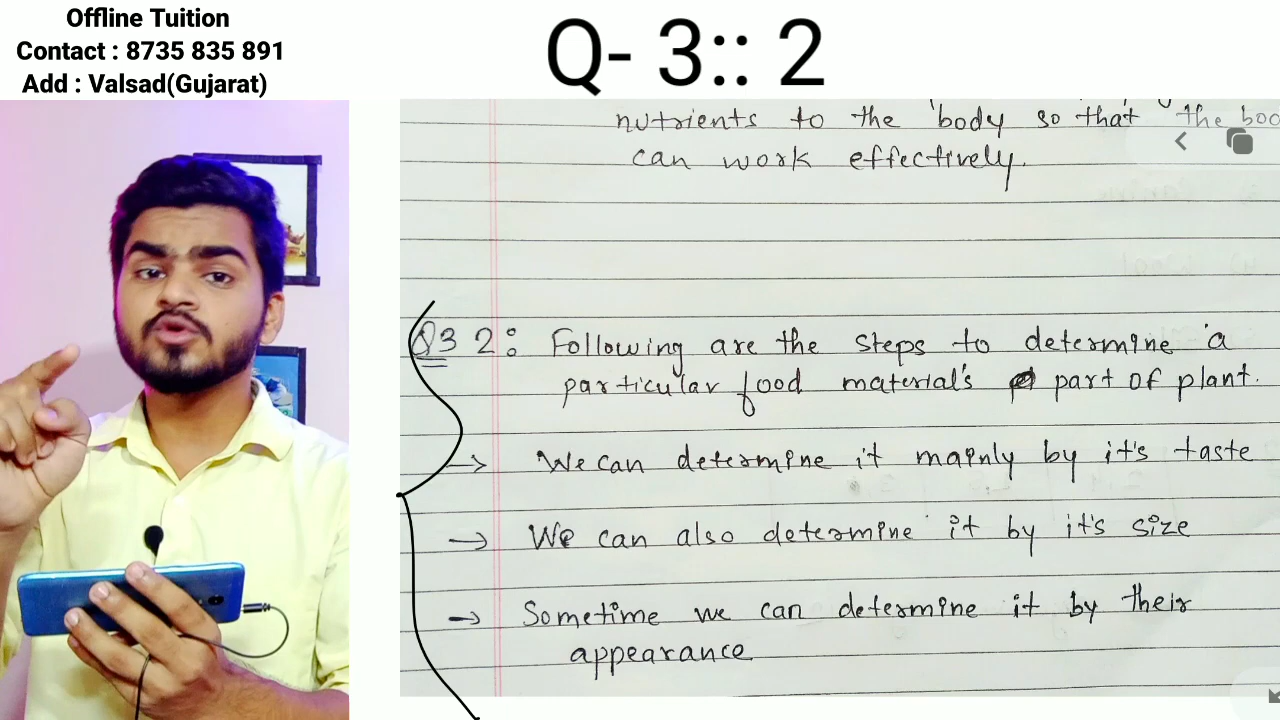 Offline Tuition
Contact : 8735 835 891
Add : Valsad(Gujarat)
Q- 3:: 2
nutrients to the body so that the
can work effectively.
Q3 2: Following are the steps to determine a
particular food material's part of plant.
→ We can determine it mainly by it's taste
→ We can also determine it by it's size
→ Sometime we can determine it by their
appearance